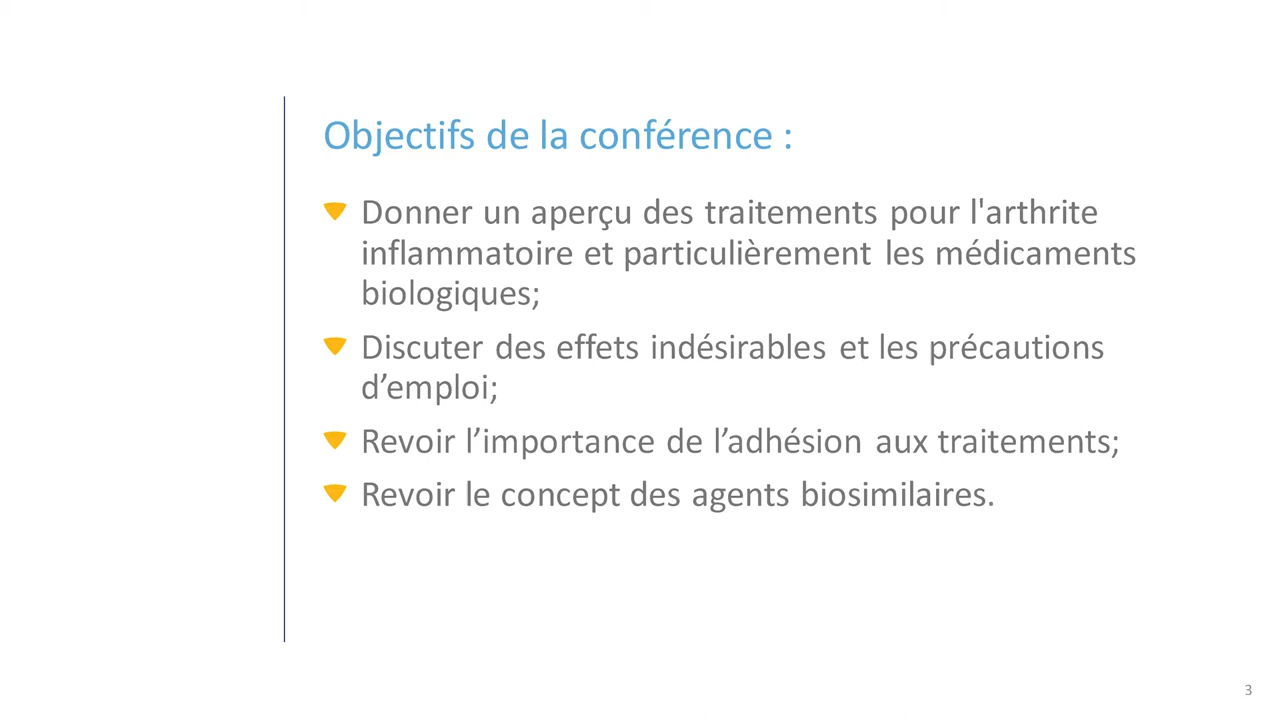 Objectifs de la conférence :
Donner un aperçu des traitements pour l'arthrite
inflammatoire et particulièrement les médicaments
biologiques;
Discuter des effets indésirables et les précautions
d’emploi;
Revoir l’importance de l’adhésion aux traitements;
Revoir le concept des agents biosimilaires.
3